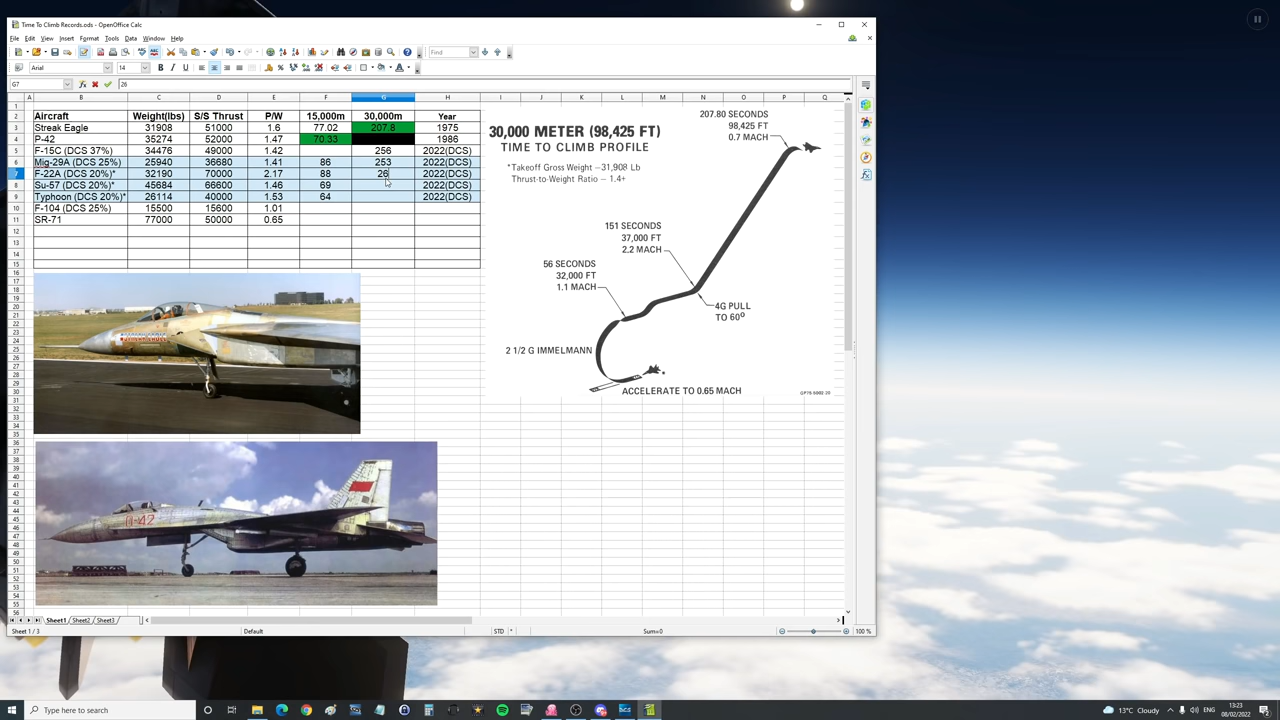 Time To Climb Records.ods - OpenOffice Calc
File Edit View Insert Format Tools Data Window Help
Find
Arial 14
G7 26
A B C D E F G H I J K L M N O P Q
Aircraft Weight(lbs) S/S Thrust P/W 15,000m 30,000m Year
Streak Eagle 31908 51000 1.6 77.02 207.8 1975
P-42 35274 49000 1.47 70.33 1986
F-15C (DCS 37%) 34476 49000 1.42 256 2022(DCS)
Mig-29A (DCS 25%) 25940 36680 1.41 86 253 2022(DCS)
F-22A (DCS 20%)* 32190 70000 2.17 88 26 2022(DCS)
Su-57 (DCS 20%)* 45684 66600 1.46 69 2022(DCS)
Typhoon (DCS 20%)* 26114 40000 1.53 64 2022(DCS)
F-104 (DCS 25%) 15500 15600 1.01
SR-71 77000 50000 0.65
30,000 METER (98,425 FT)
TIME TO CLIMB PROFILE
*Takeoff Gross Weight – 31,908 Lb
Thrust-to-Weight Ratio – 1.4+
207.80 SECONDS
98,425 FT
0.7 MACH
151 SECONDS
37,000 FT
2.2 MACH
56 SECONDS
32,000 FT
1.1 MACH
4G PULL
TO 60º
2 1/2 G IMMELMANN
ACCELERATE TO 0.65 MACH
П-42
Sheet1 Sheet2 Sheet3
Sheet 1 / 3 Default STD * Sum=0 100 %
Type here to search
13°C Cloudy
ENG
13:23
08/02/2022